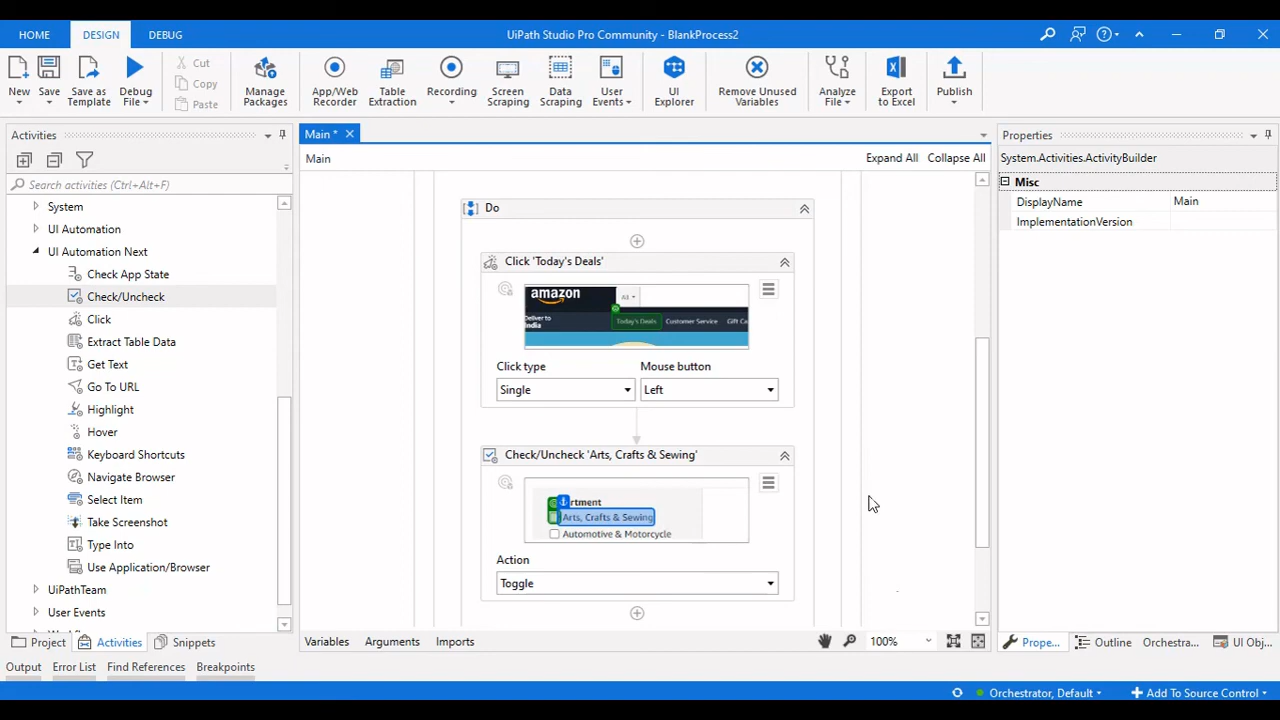 HOME
DESIGN
DEBUG
UiPath Studio Pro Community - BlankProcess2
New
Save
Save as Template
Debug File
Cut
Copy
Paste
Manage Packages
App/Web Recorder
Table Extraction
Recording
Screen Scraping
Data Scraping
User Events
UI Explorer
Remove Unused Variables
Analyze File
Export to Excel
Publish
Activities
Search activities (Ctrl+Alt+F)
System
UI Automation
UI Automation Next
Check App State
Check/Uncheck
Click
Extract Table Data
Get Text
Go To URL
Highlight
Hover
Keyboard Shortcuts
Navigate Browser
Select Item
Take Screenshot
Type Into
Use Application/Browser
UiPathTeam
User Events
Project
Activities
Snippets
Main *
Main
Expand All
Collapse All
Do
Click 'Today's Deals'
amazon
All
Deliver to
India
Today's Deals
Customer Service
Gift Ca
Click type
Mouse button
Single
Left
Check/Uncheck 'Arts, Crafts & Sewing'
rtment
Arts, Crafts & Sewing
Automotive & Motorcycle
Action
Toggle
Variables
Arguments
Imports
100%
Properties
System.Activities.ActivityBuilder
Misc
DisplayName Main
ImplementationVersion
Prope...
Outline
Orchestra...
UI Obj...
Output
Error List
Find References
Breakpoints
Orchestrator, Default
Add To Source Control